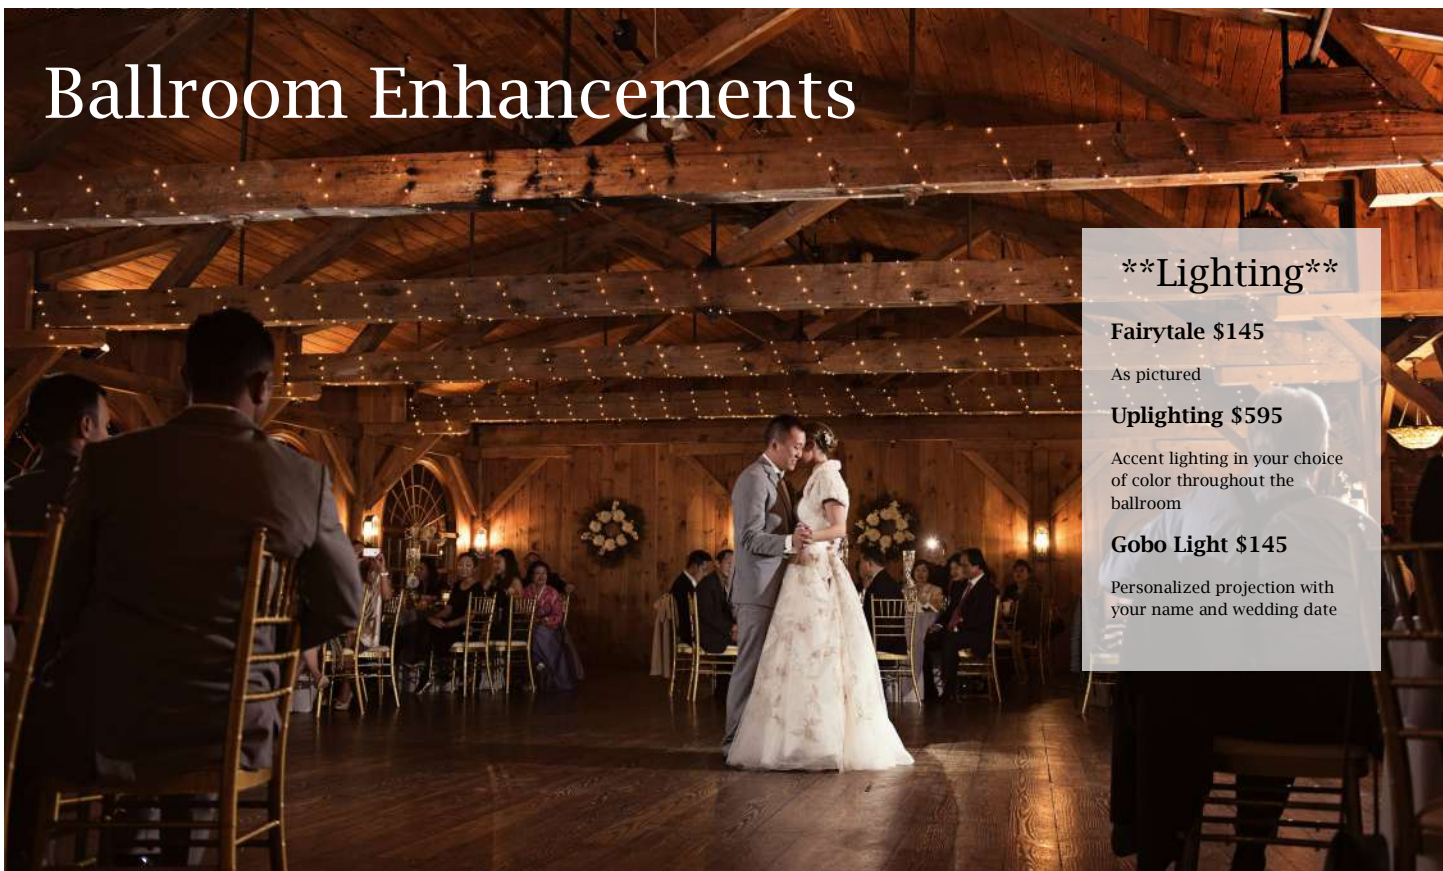 Ballroom Enhancements
**Lighting**
Fairytale $145
As pictured
Uplighting $595
Accent lighting in your choice
of color throughout the
ballroom
Gobo Light $145
Personalized projection with
your name and wedding date